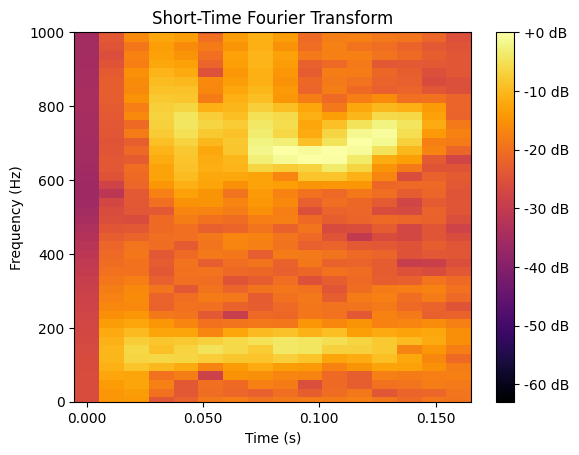 Short-Time Fourier Transform
1000
800
600
400
200
0
Frequency (Hz)
0.000
0.050
0.100
0.150
Time (s)
+0 dB
-10 dB
-20 dB
-30 dB
-40 dB
-50 dB
-60 dB